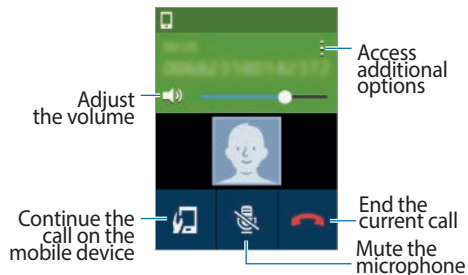 Access
additional
options
Adjust
the volume
Continue the
call on the
mobile device
End the
current call
Mute the
microphone